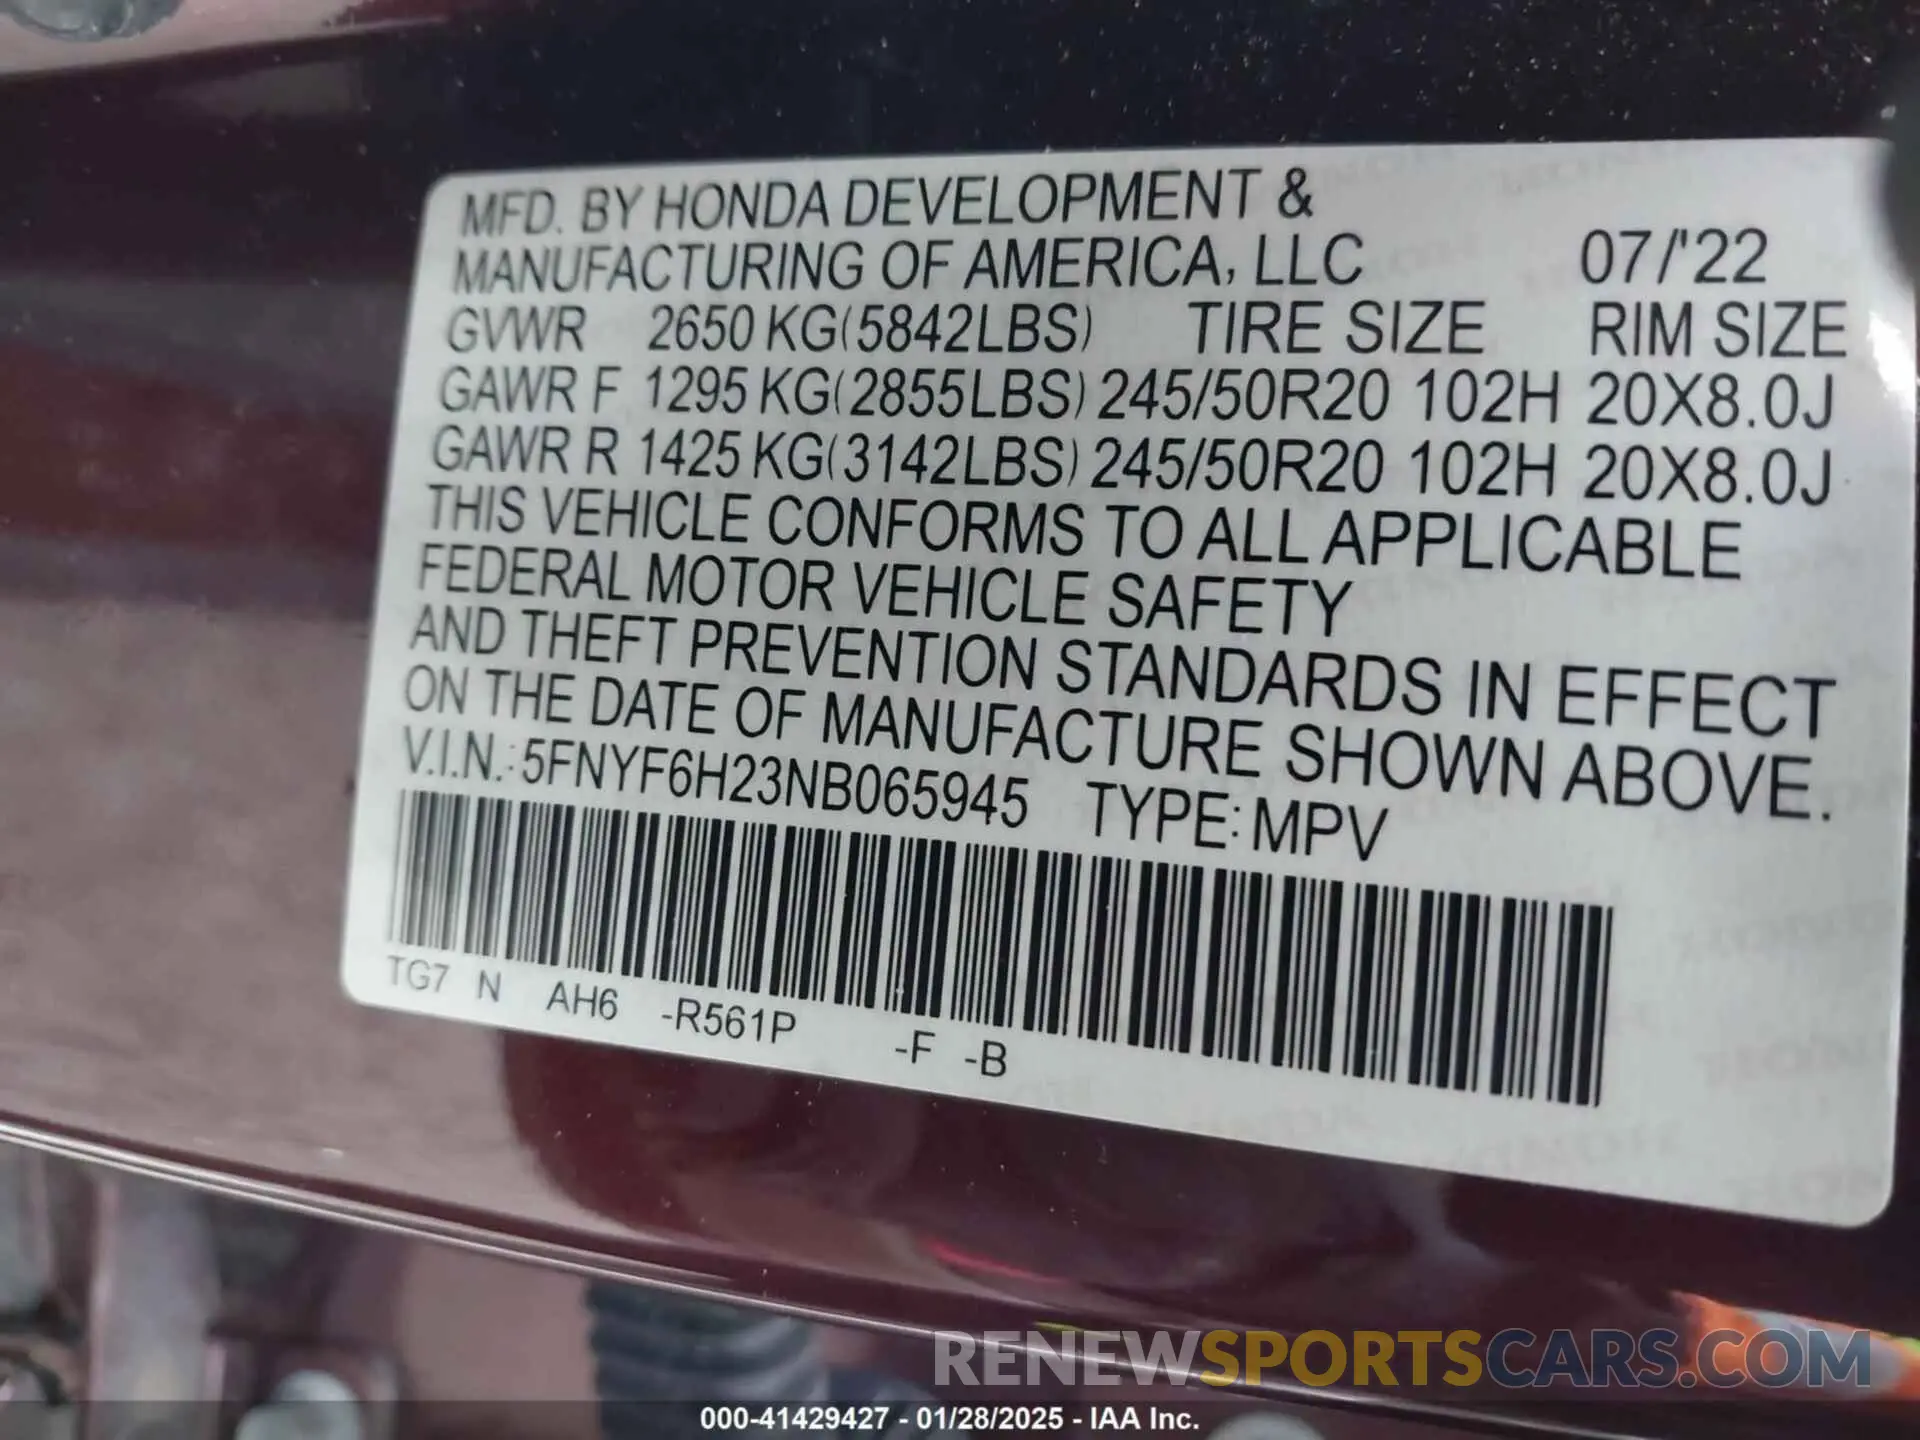 MFD. BY HONDA DEVELOPMENT &
MANUFACTURING OF AMERICA, LLC 07/'22
GVWR 2650 KG(5842LBS) TIRE SIZE RIM SIZE
GAWR F 1295 KG(2855LBS) 245/50R20 102H 20X8.0J
GAWR R 1425 KG(3142LBS) 245/50R20 102H 20X8.0J
THIS VEHICLE CONFORMS TO ALL APPLICABLE
FEDERAL MOTOR VEHICLE SAFETY
AND THEFT PREVENTION STANDARDS IN EFFECT
ON THE DATE OF MANUFACTURE SHOWN ABOVE.
V.I.N.: 5FNYF6H23NB065945 TYPE: MPV
TG7 N AH6 -R561P -F -B
RENEWSPORTSCARS.COM
000-41429427 - 01/28/2025 - IAA Inc.